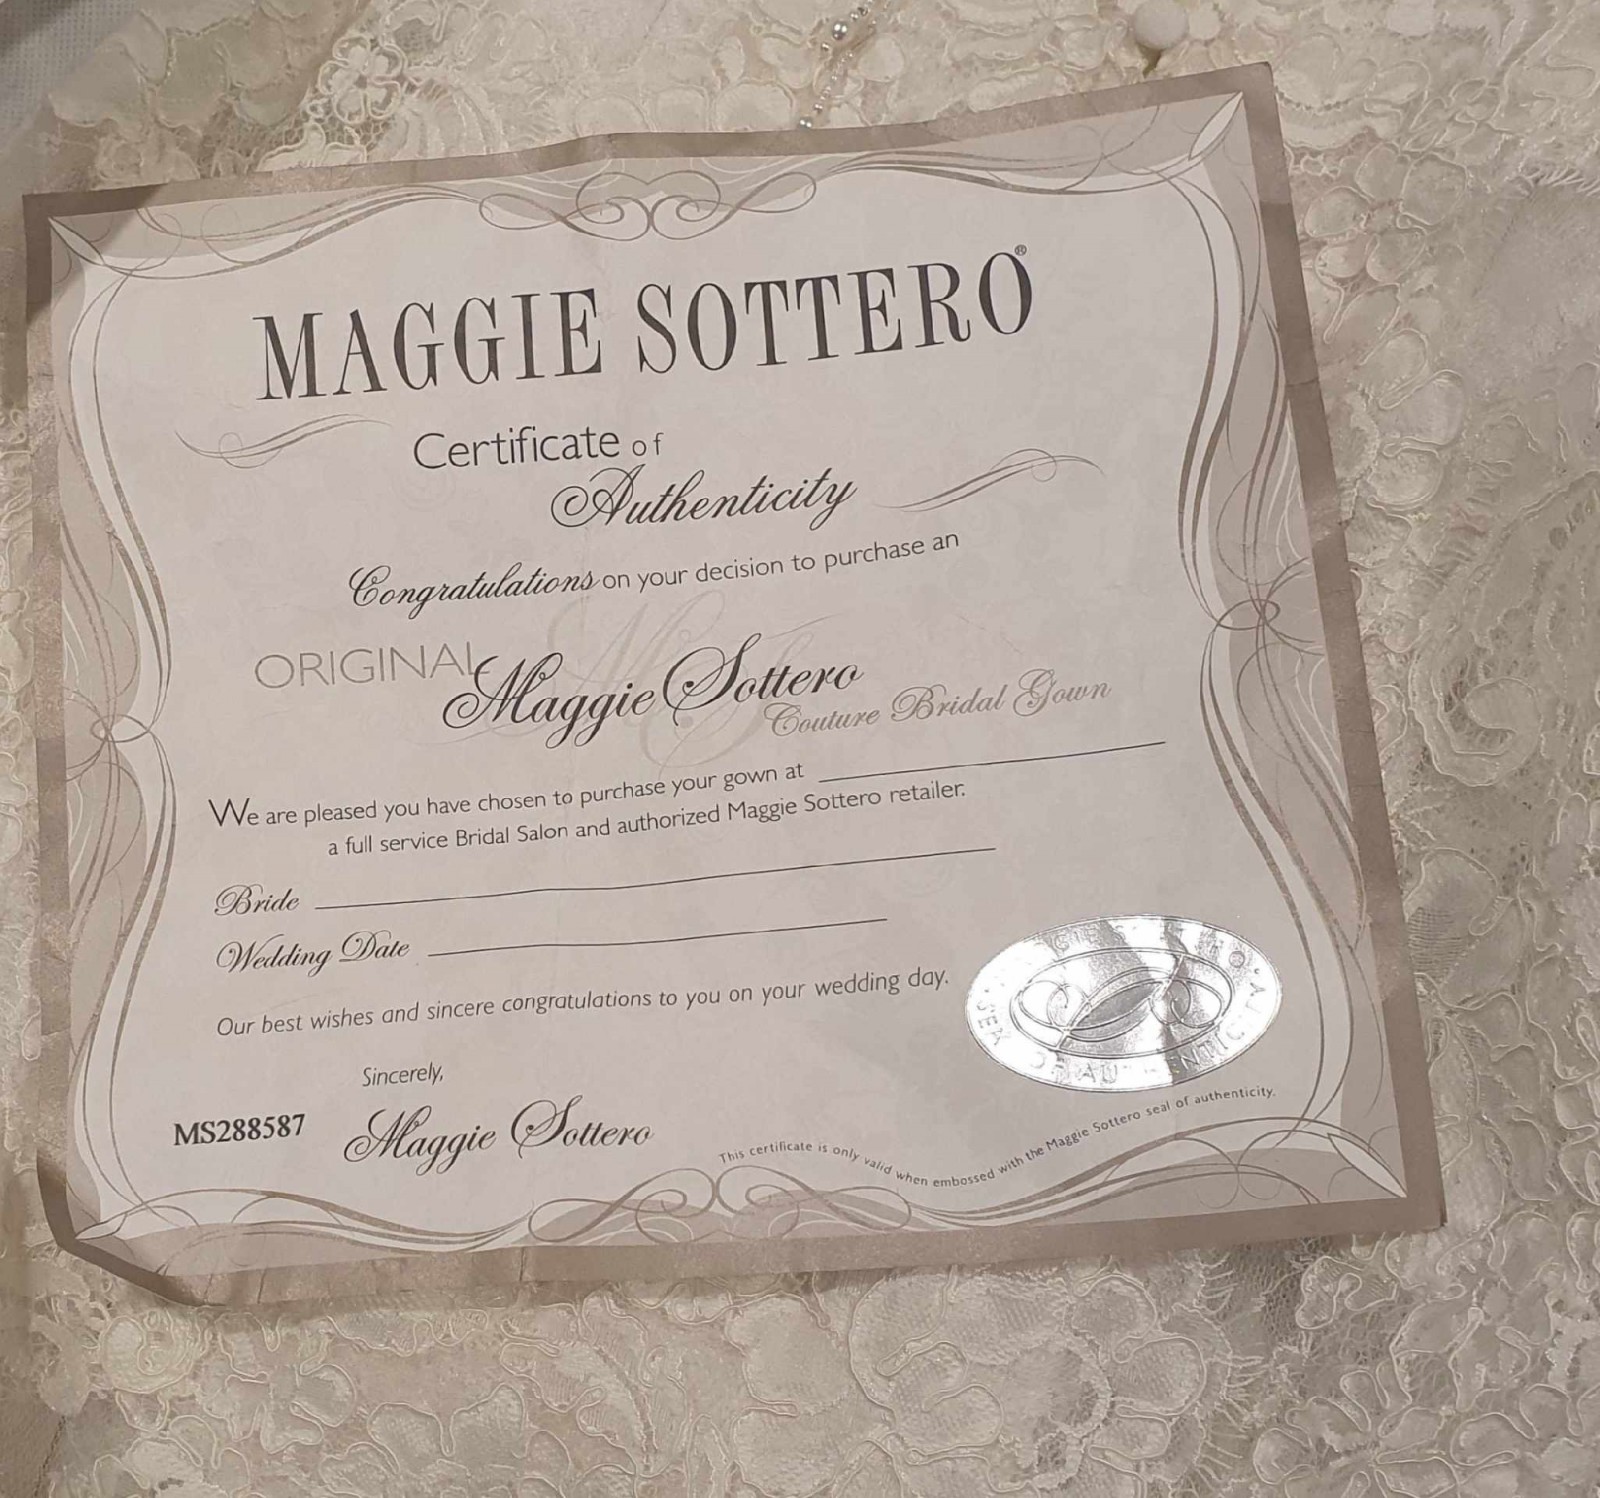 MAGGIE SOTTERO®
Certificate of
Authenticity
Congratulations on your decision to purchase an
ORIGINAL Maggie Sottero
Couture Bridal Gown
We are pleased you have chosen to purchase your gown at
a full service Bridal Salon and authorized Maggie Sottero retailer.
Bride
Wedding Date
Our best wishes and sincere congratulations to you on your wedding day.
Sincerely,
MS288587 Maggie Sottero
This certificate is only valid when embossed with the Maggie Sottero seal of authenticity.